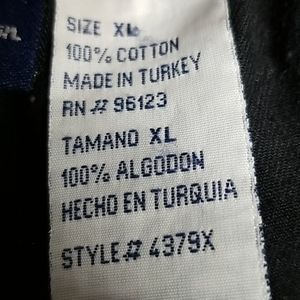 SIZE XL
100% COTTON
MADE IN TURKEY
RN # 96123
TAMANO XL
100% ALGODON
HECHO EN TURQUIA
STYLE# 4379X